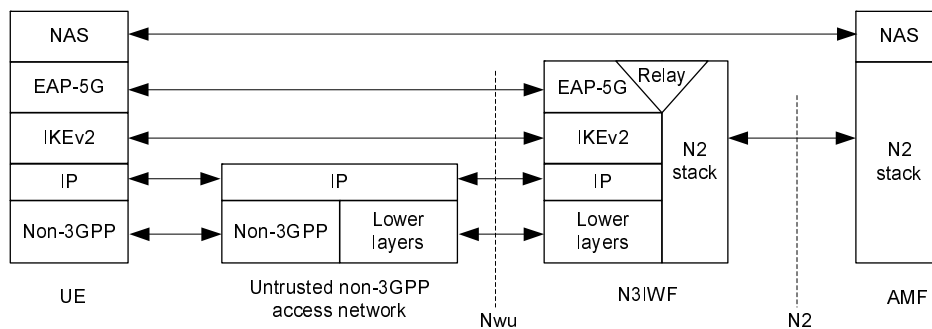 NAS
NAS
EAP-5G
EAP-5G
Relay
IKEv2
IKEv2
N2
stack
N2
stack
IP
IP
IP
Non-3GPP
Non-3GPP
Lower
layers
Lower
layers
UE
Untrusted non-3GPP
access network
N3IWF
AMF
Nwu
N2